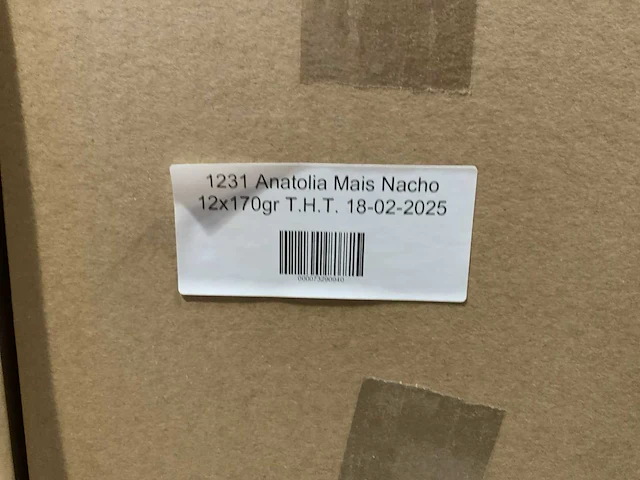 1231 Anatolia Mais Nacho
12x170gr T.H.T. 18-02-2025